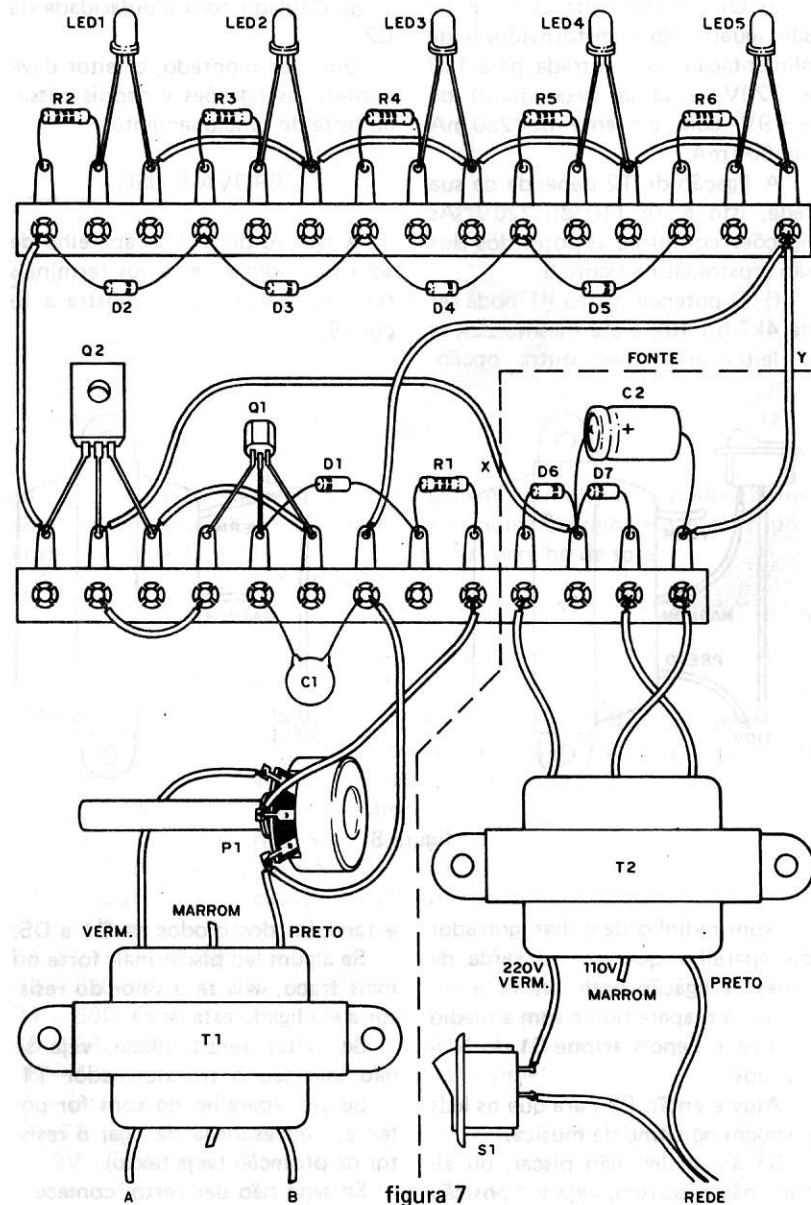 LED1 LED2 LED3 LED4 LED5
R2 R3 R4 R5 R6
D2 D3 D4 D5
Q2 FONTE Y
Q1 C2
D1 R1 X D6 D7
+
C1
P1
T2
MARROM
VERM. PRETO
220V 110V PRETO
VERM. MARROM
T1
S1
A B figura 7 REDE